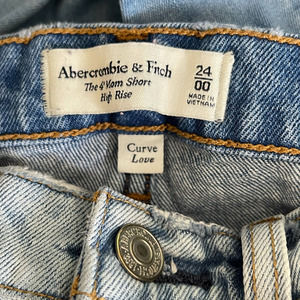 Abercrombie & Fitch
The 4" Mom Short
High Rise
24
00
MADE IN
VIETNAM
Curve
Love